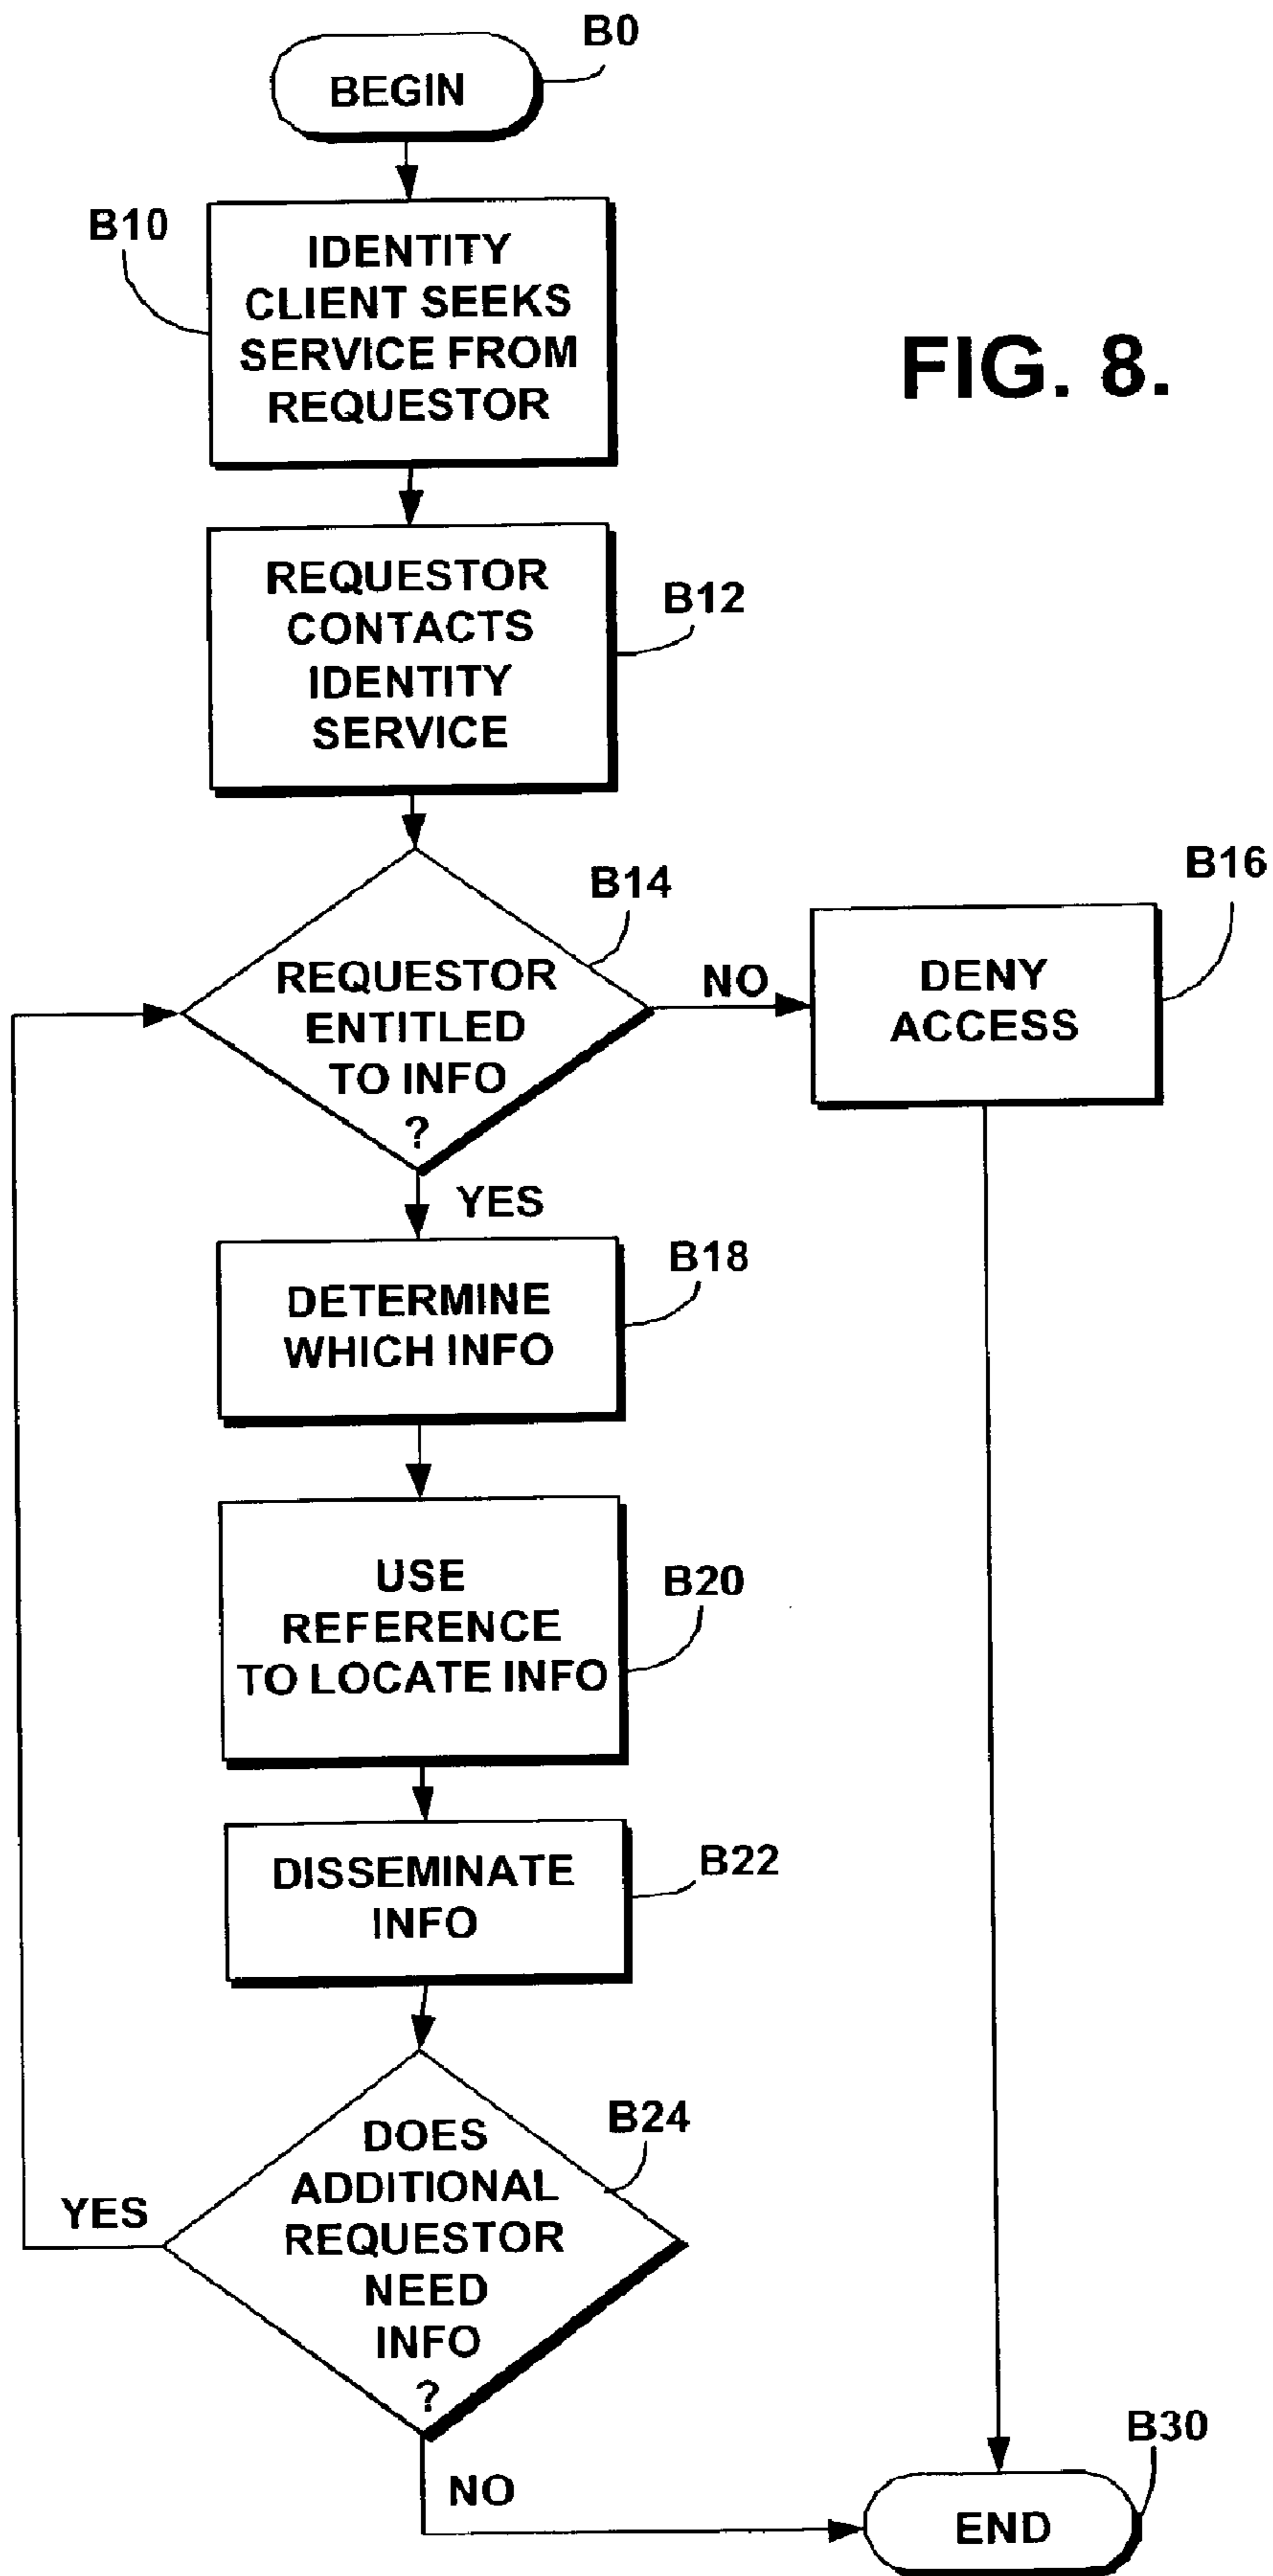 B0
BEGIN
B10
IDENTITY
CLIENT SEEKS
SERVICE FROM
REQUESTOR
FIG. 8.
REQUESTOR
CONTACTS
IDENTITY
SERVICE
B12
B14
REQUESTOR
ENTITLED
TO INFO
?
NO
B16
DENY
ACCESS
YES
B18
DETERMINE
WHICH INFO
B20
USE
REFERENCE
TO LOCATE INFO
B22
DISSEMINATE
INFO
B24
DOES
ADDITIONAL
REQUESTOR
NEED
INFO
?
YES
NO
B30
END